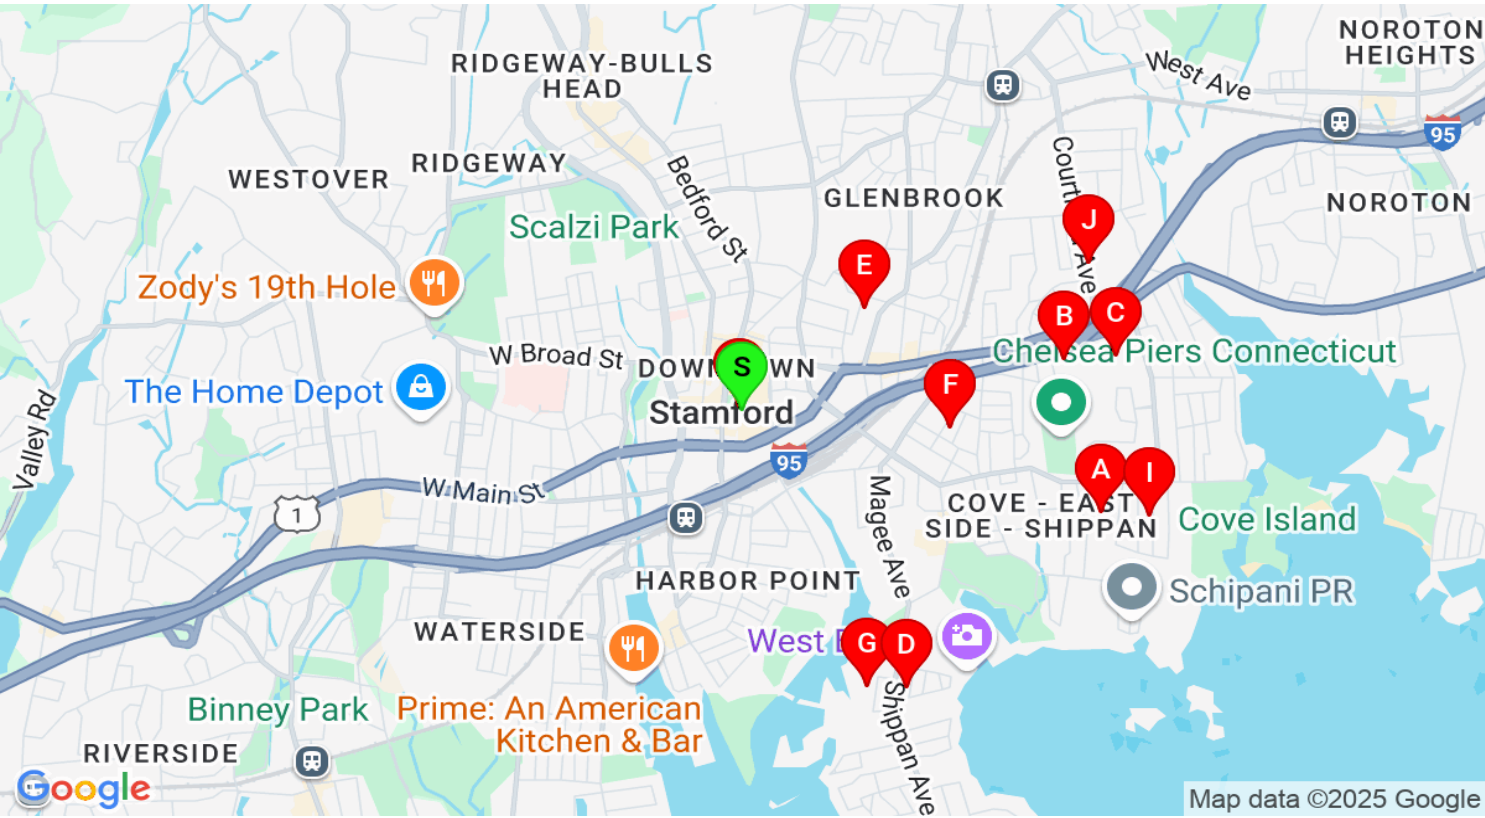 NOROTON
HEIGHTS
RIDGEWAY-BULLS
HEAD
West Ave
95
RIDGEWAY
WESTOVER
Bedford St
GLENBROOK
NOROTON
Scalzi Park
J
E
Zody's 19th Hole
B
C
W Broad St
Chelsea Piers Connecticut
S
The Home Depot
F
Stamford
Valley Rd
95
A
I
W Main St
1
Magee Ave
COVE - EAST
SIDE - SHIPPAN
Cove Island
HARBOR POINT
Schipani PR
WATERSIDE
West
G
D
Binney Park
Prime: An American
Kitchen & Bar
Shippan Ave
RIVERSIDE
Google
Map data ©2025 Google